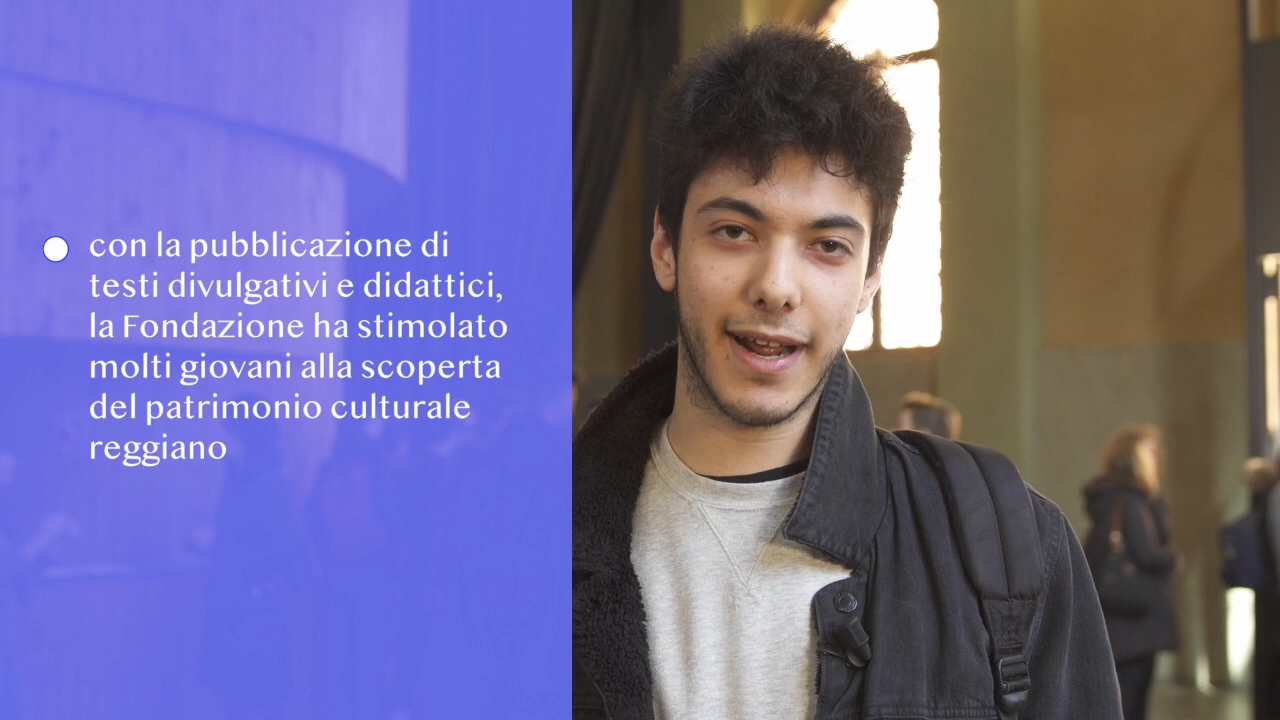 con la pubblicazione di
testi divulgativi e didattici,
la Fondazione ha stimolato
molti giovani alla scoperta
del patrimonio culturale
reggiano